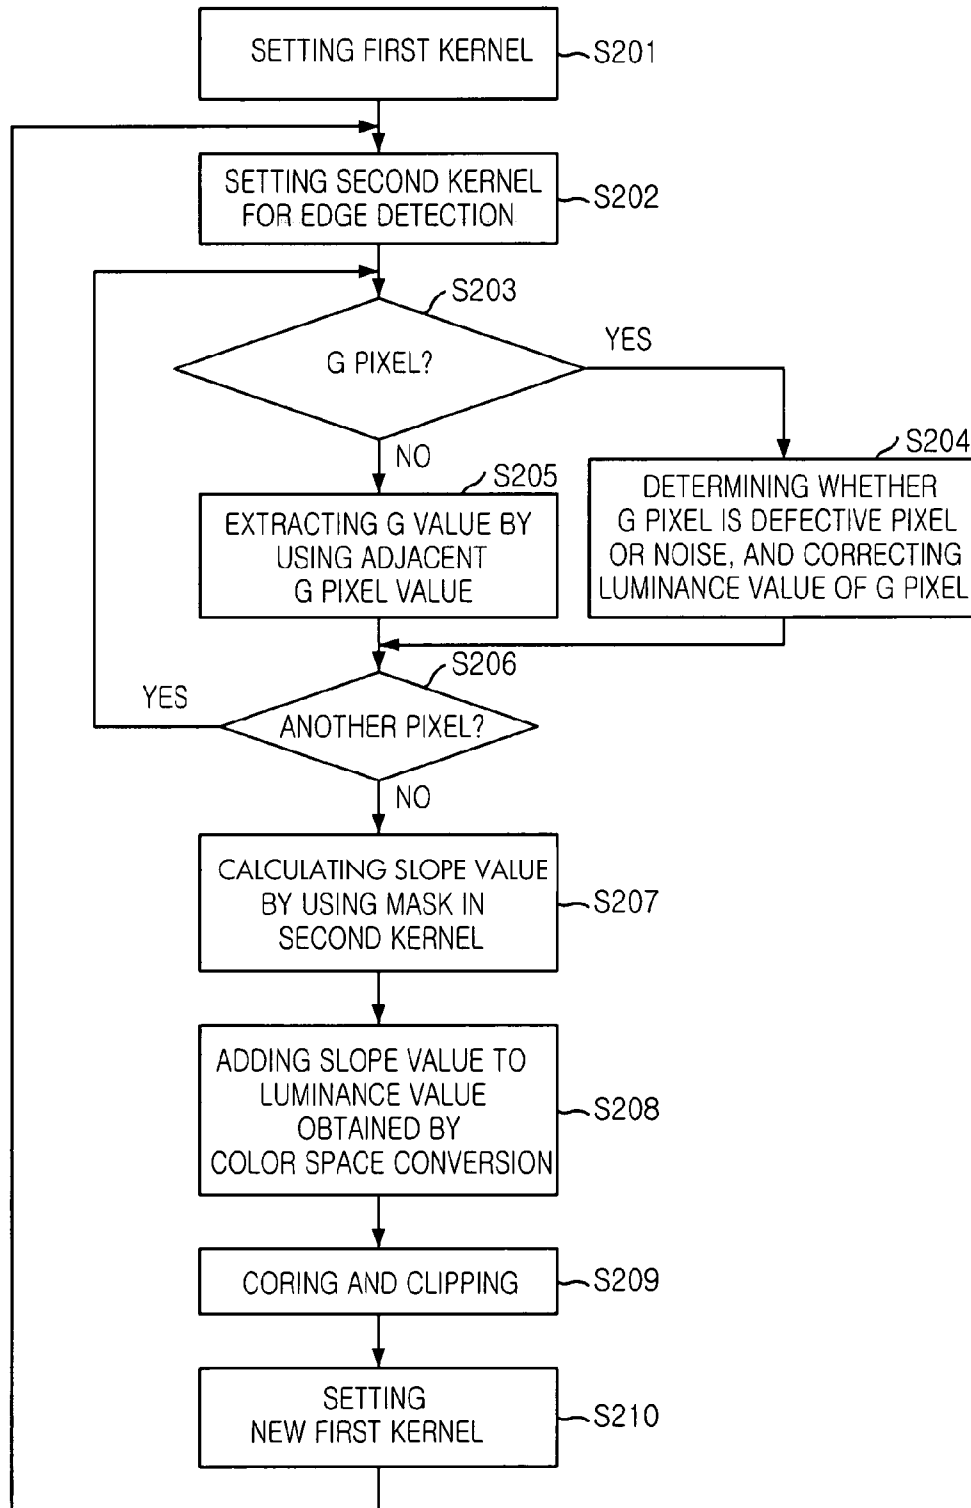 SETTING FIRST KERNEL
S201
SETTING SECOND KERNEL
FOR EDGE DETECTION
S202
S203
G PIXEL?
YES
NO
S204
DETERMINING WHETHER
G PIXEL IS DEFECTIVE PIXEL
OR NOISE, AND CORRECTING
LUMINANCE VALUE OF G PIXEL
S205
EXTRACTING G VALUE BY
USING ADJACENT
G PIXEL VALUE
S206
YES
ANOTHER PIXEL?
NO
CALCULATING SLOPE VALUE
BY USING MASK IN
SECOND KERNEL
S207
ADDING SLOPE VALUE TO
LUMINANCE VALUE
OBTAINED BY
COLOR SPACE CONVERSION
S208
CORING AND CLIPPING
S209
SETTING
NEW FIRST KERNEL
S210